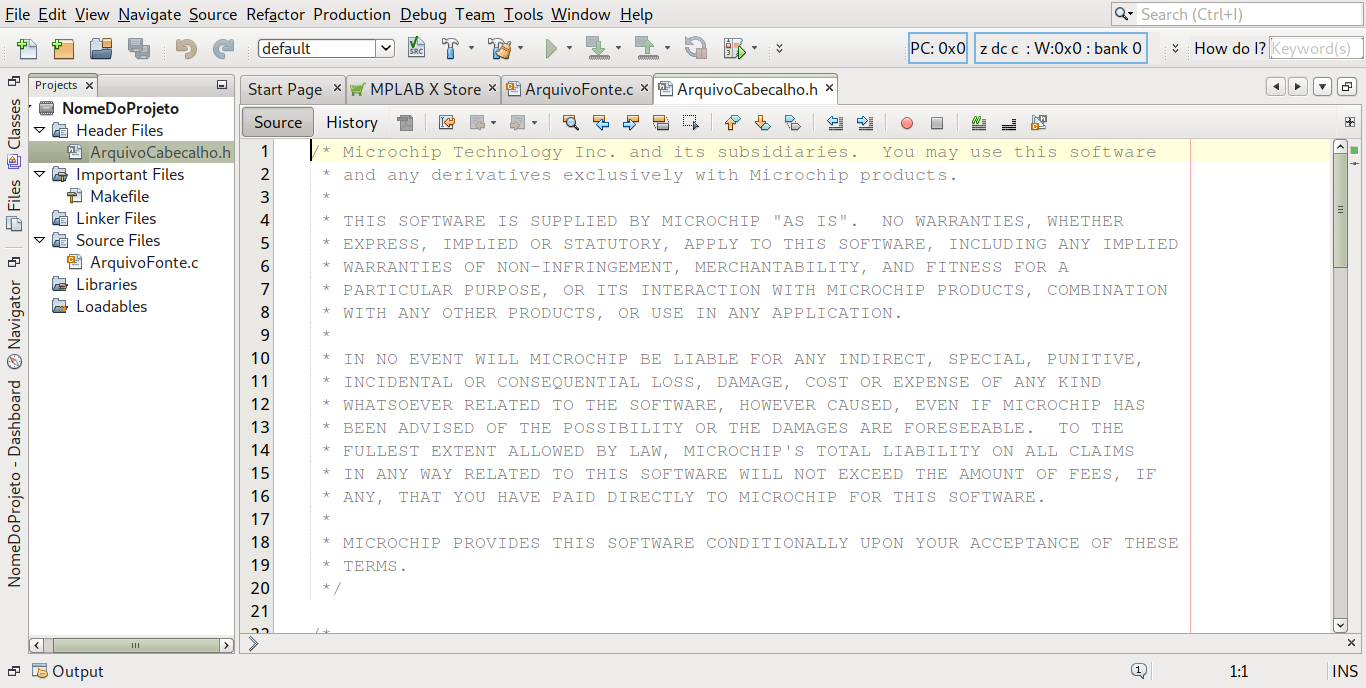 File Edit View Navigate Source Refactor Production Debug Team Tools Window Help
Search (Ctrl+I)
default
PC: 0x0
z dc c : W:0x0 : bank 0
How do I?
Keyword(s)
Classes
Files
Navigator
NomeDoProjeto - Dashboard
Projects
NomeDoProjeto
Header Files
ArquivoCabecalho.h
Important Files
Makefile
Linker Files
Source Files
ArquivoFonte.c
Libraries
Loadables
Start Page
MPLAB X Store
ArquivoFonte.c
ArquivoCabecalho.h
Source
History
1 /* Microchip Technology Inc. and its subsidiaries.  You may use this software
2 * and any derivatives exclusively with Microchip products.
3 *
4 * THIS SOFTWARE IS SUPPLIED BY MICROCHIP "AS IS".  NO WARRANTIES, WHETHER
5 * EXPRESS, IMPLIED OR STATUTORY, APPLY TO THIS SOFTWARE, INCLUDING ANY IMPLIED
6 * WARRANTIES OF NON-INFRINGEMENT, MERCHANTABILITY, AND FITNESS FOR A
7 * PARTICULAR PURPOSE, OR ITS INTERACTION WITH MICROCHIP PRODUCTS, COMBINATION
8 * WITH ANY OTHER PRODUCTS, OR USE IN ANY APPLICATION.
9 *
10 * IN NO EVENT WILL MICROCHIP BE LIABLE FOR ANY INDIRECT, SPECIAL, PUNITIVE,
11 * INCIDENTAL OR CONSEQUENTIAL LOSS, DAMAGE, COST OR EXPENSE OF ANY KIND
12 * WHATSOEVER RELATED TO THE SOFTWARE, HOWEVER CAUSED, EVEN IF MICROCHIP HAS
13 * BEEN ADVISED OF THE POSSIBILITY OR THE DAMAGES ARE FORESEEABLE.  TO THE
14 * FULLEST EXTENT ALLOWED BY LAW, MICROCHIP'S TOTAL LIABILITY ON ALL CLAIMS
15 * IN ANY WAY RELATED TO THIS SOFTWARE WILL NOT EXCEED THE AMOUNT OF FEES, IF
16 * ANY, THAT YOU HAVE PAID DIRECTLY TO MICROCHIP FOR THIS SOFTWARE.
17 *
18 * MICROCHIP PROVIDES THIS SOFTWARE CONDITIONALLY UPON YOUR ACCEPTANCE OF THESE
19 * TERMS.
20 */
21
22 /*
Output
1
1:1
INS